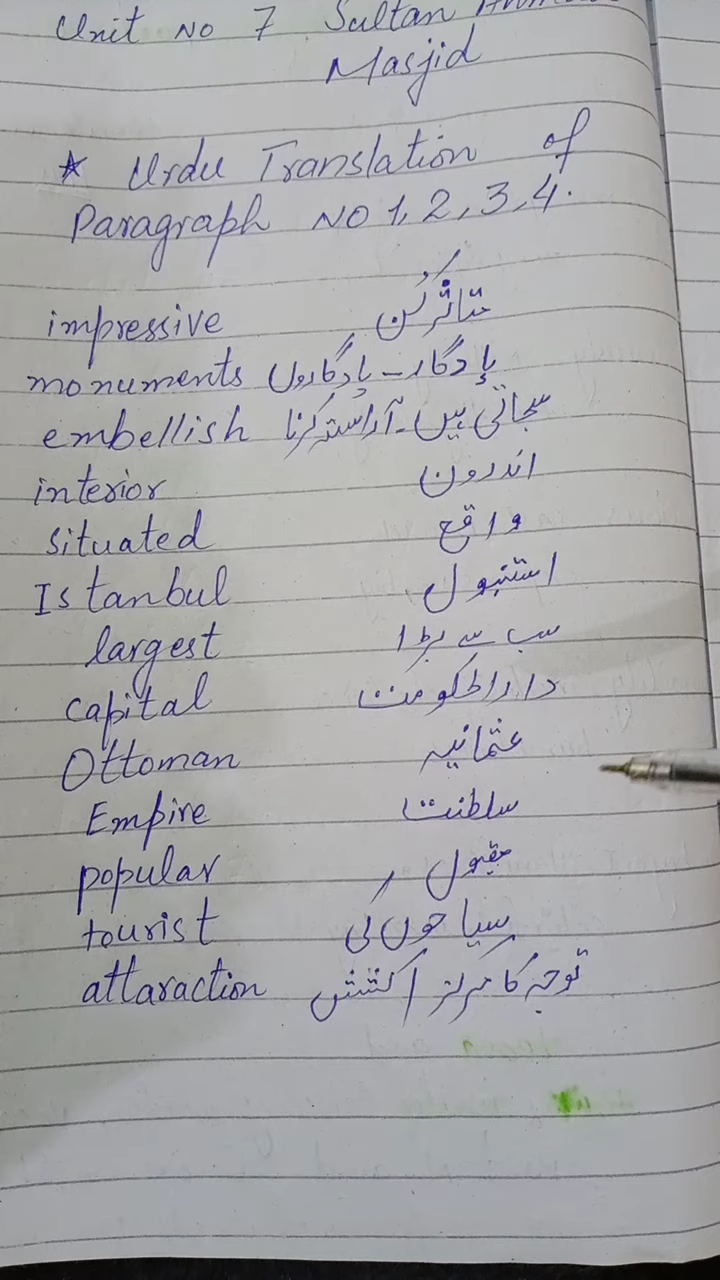 Unit No 7 Sultan
Masjid
* Urdu Translation of
Paragraph NO 1, 2, 3, 4.
impressive متاثر کُن
monuments یادگار - یادگاروں
embellish سجاتی ہیں - آراستہ کرنا
interior اندرون
situated واقع
Istanbul استنبول
largest سب سے بڑا
capital دارالحکومت
Ottoman عثمانیہ
Empire سلطنت
popular مقبول
tourist سیاحوں کی
attaraction توجہ کا مرکز / کشش